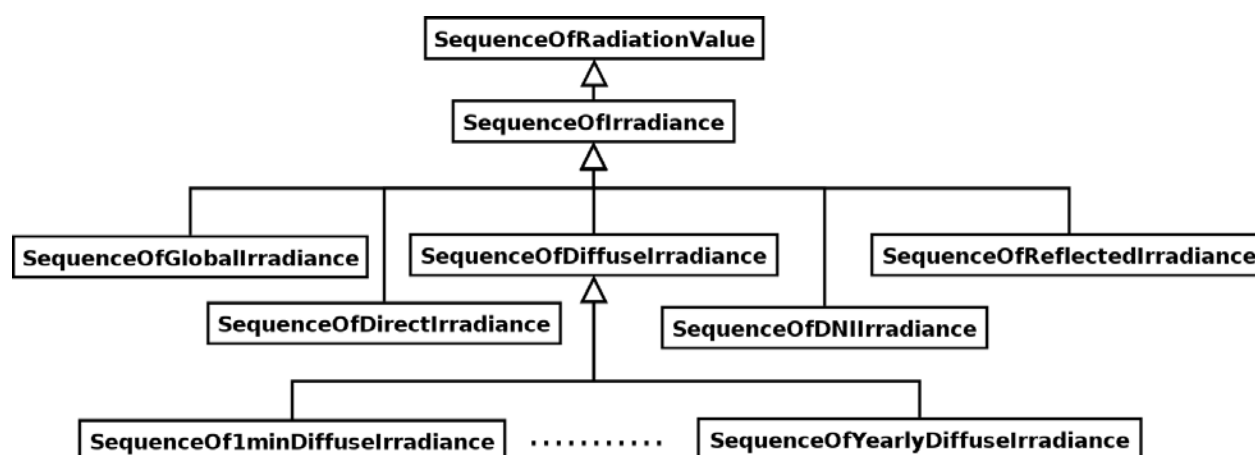 SequenceOfRadiationValue
SequenceOfIrradiance
SequenceOfGlobalIrradiance
SequenceOfDiffuseIrradiance
SequenceOfReflectedIrradiance
SequenceOfDirectIrradiance
SequenceOfDNIIrradiance
SequenceOf1minDiffuseIrradiance
SequenceOfYearlyDiffuseIrradiance